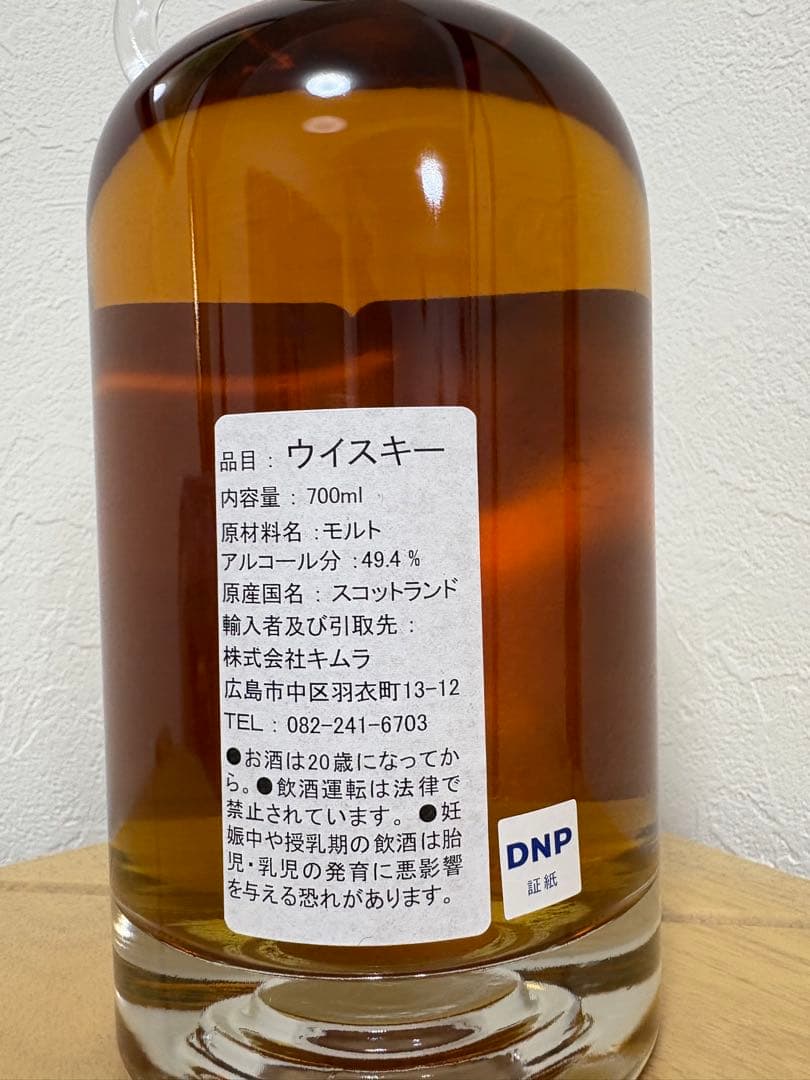 品目 : ウイスキー
内容量 : 700ml
原材料名 :モルト
アルコール分 :49.4 %
原産国名 : スコットランド
輸入者及び引取先 :
株式会社キムラ
広島市中区羽衣町13-12
TEL : 082-241-6703
●お酒は20歳になってか
ら。●飲酒運転は法律で
禁止されています。 ●妊
娠中や授乳期の飲酒は胎
児・乳児の発育に悪影響
を与える恐れがあります。
DNP
証紙